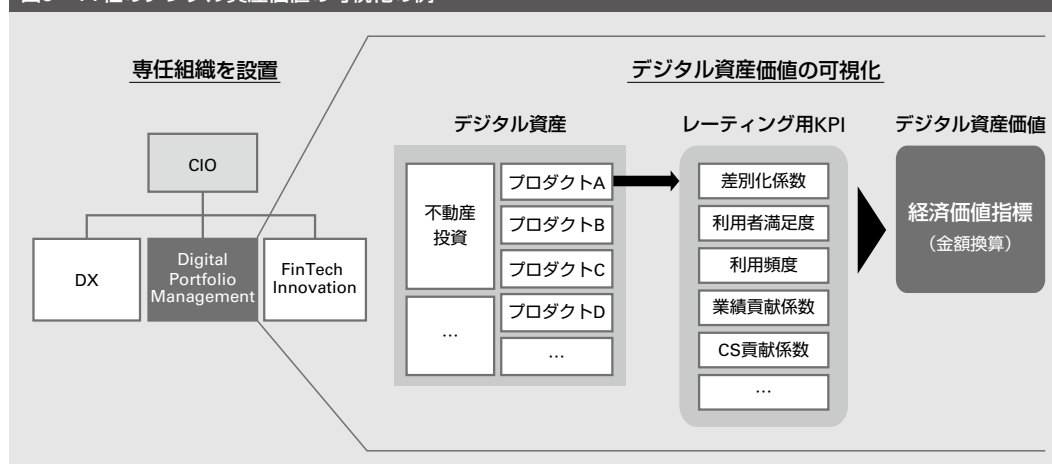 専任組織を設置
デジタル資産価値の可視化
CIO
DX
Digital
Portfolio
Management
FinTech
Innovation
デジタル資産
不動産
投資
…
プロダクトA
プロダクトB
プロダクトC
プロダクトD
…
レーティング用KPI
差別化係数
利用者満足度
利用頻度
業績貢献係数
CS貢献係数
…
デジタル資産価値
経済価値指標
（金額換算）